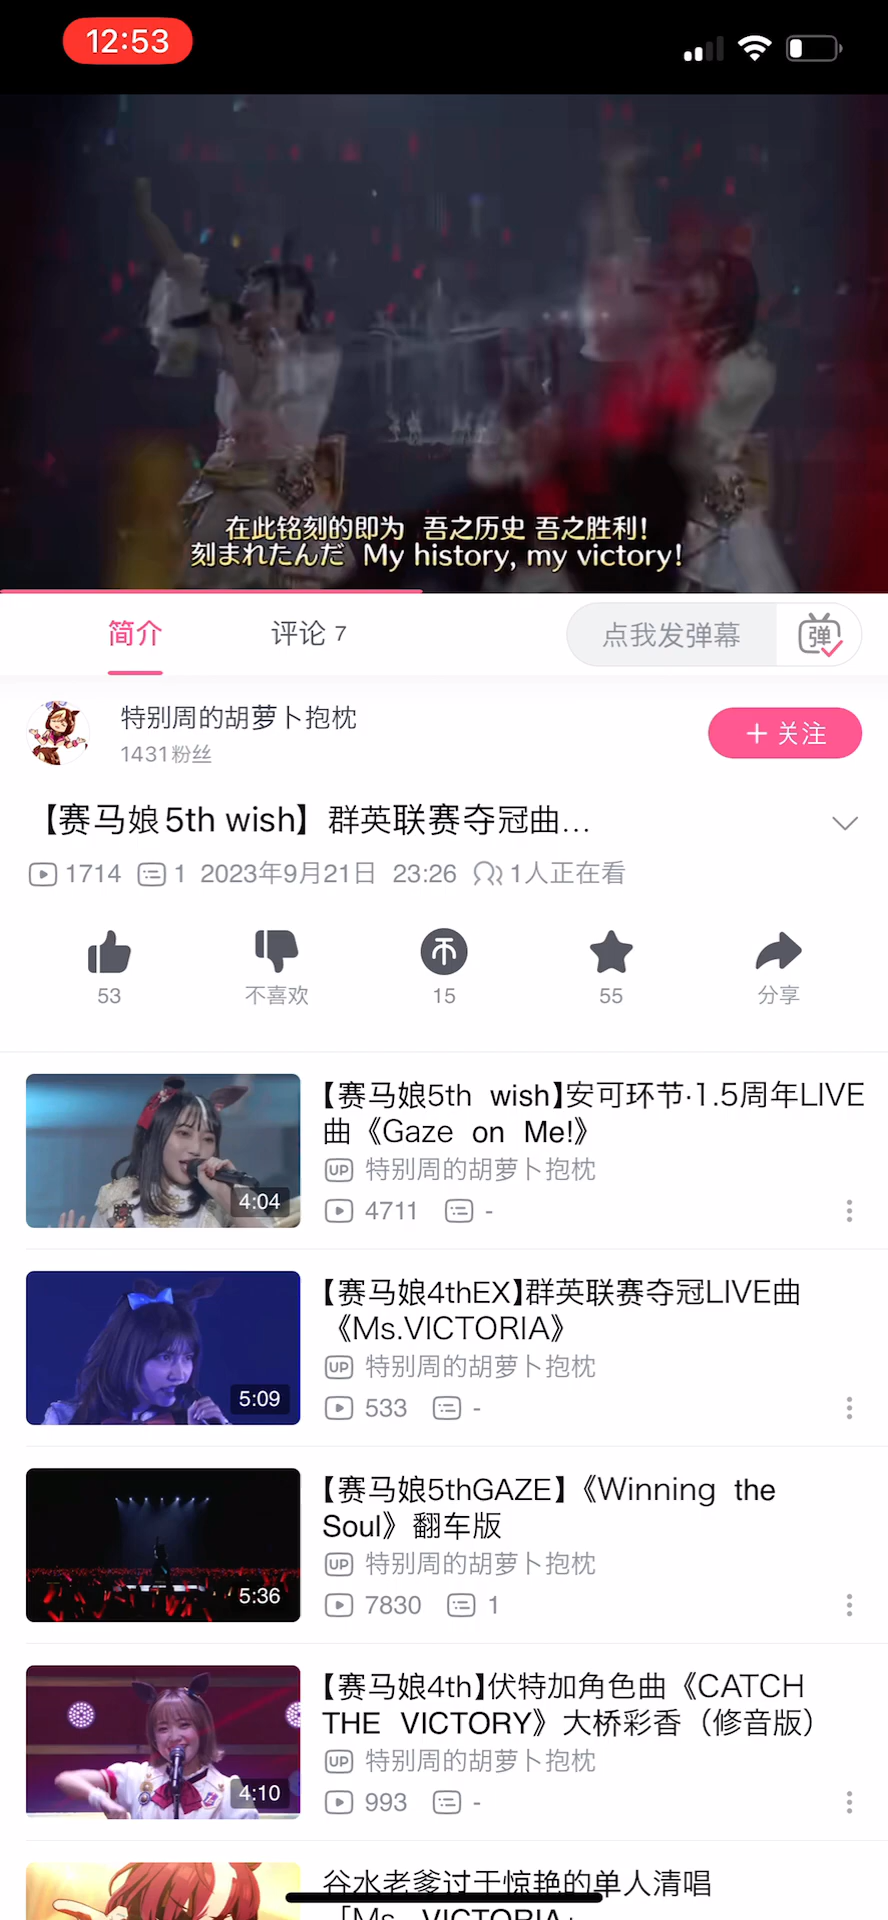 12:53
在此铭刻的即为 吾之历史 吾之胜利！
刻まれたんだ My history, my victory!
简介
评论 7
点我发弹幕
弹
特别周的胡萝卜抱枕
1431粉丝
＋ 关注
【赛马娘5th wish】群英联赛夺冠曲...
1714 1 2023年9月21日 23:26 1人正在看
53
不喜欢
15
55
分享
【赛马娘5th wish】安可环节·1.5周年LIVE
曲《Gaze on Me!》
UP 特别周的胡萝卜抱枕
4711 -
4:04
【赛马娘4thEX】群英联赛夺冠LIVE曲
《Ms.VICTORIA》
UP 特别周的胡萝卜抱枕
533 -
5:09
【赛马娘5thGAZE】《Winning the
Soul》翻车版
UP 特别周的胡萝卜抱枕
7830 1
5:36
【赛马娘4th】伏特加角色曲《CATCH
THE VICTORY》大桥彩香（修音版）
UP 特别周的胡萝卜抱枕
993 -
4:10
谷水老爹过于惊艳的单人清唱
「Ms. VICTORIA」